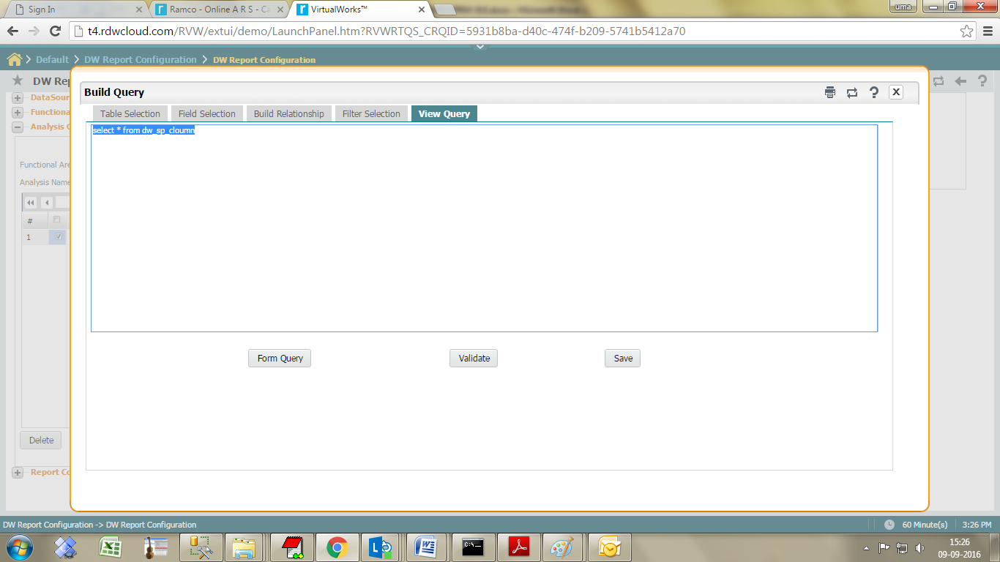 Sign In
Ramco - Online A R S - Ca
VirtualWorks™
uma
t4.rdwcloud.com/RVW/extui/demo/LaunchPanel.htm?RVWRTQS_CRQID=5931b8ba-d40c-474f-b209-5741b5412a70
Default > DW Report Configuration > DW Report Configuration
DW Rep
DataSour
Functiona
Analysis C
Functional Are
Analysis Name
#
1
Delete
Report Co
Build Query
Table Selection
Field Selection
Build Relationship
Filter Selection
View Query
select * from dw_sp_cloumn
Form Query
Validate
Save
DW Report Configuration -> DW Report Configuration
60 Minute(s)
3:26 PM
15:26
09-09-2016